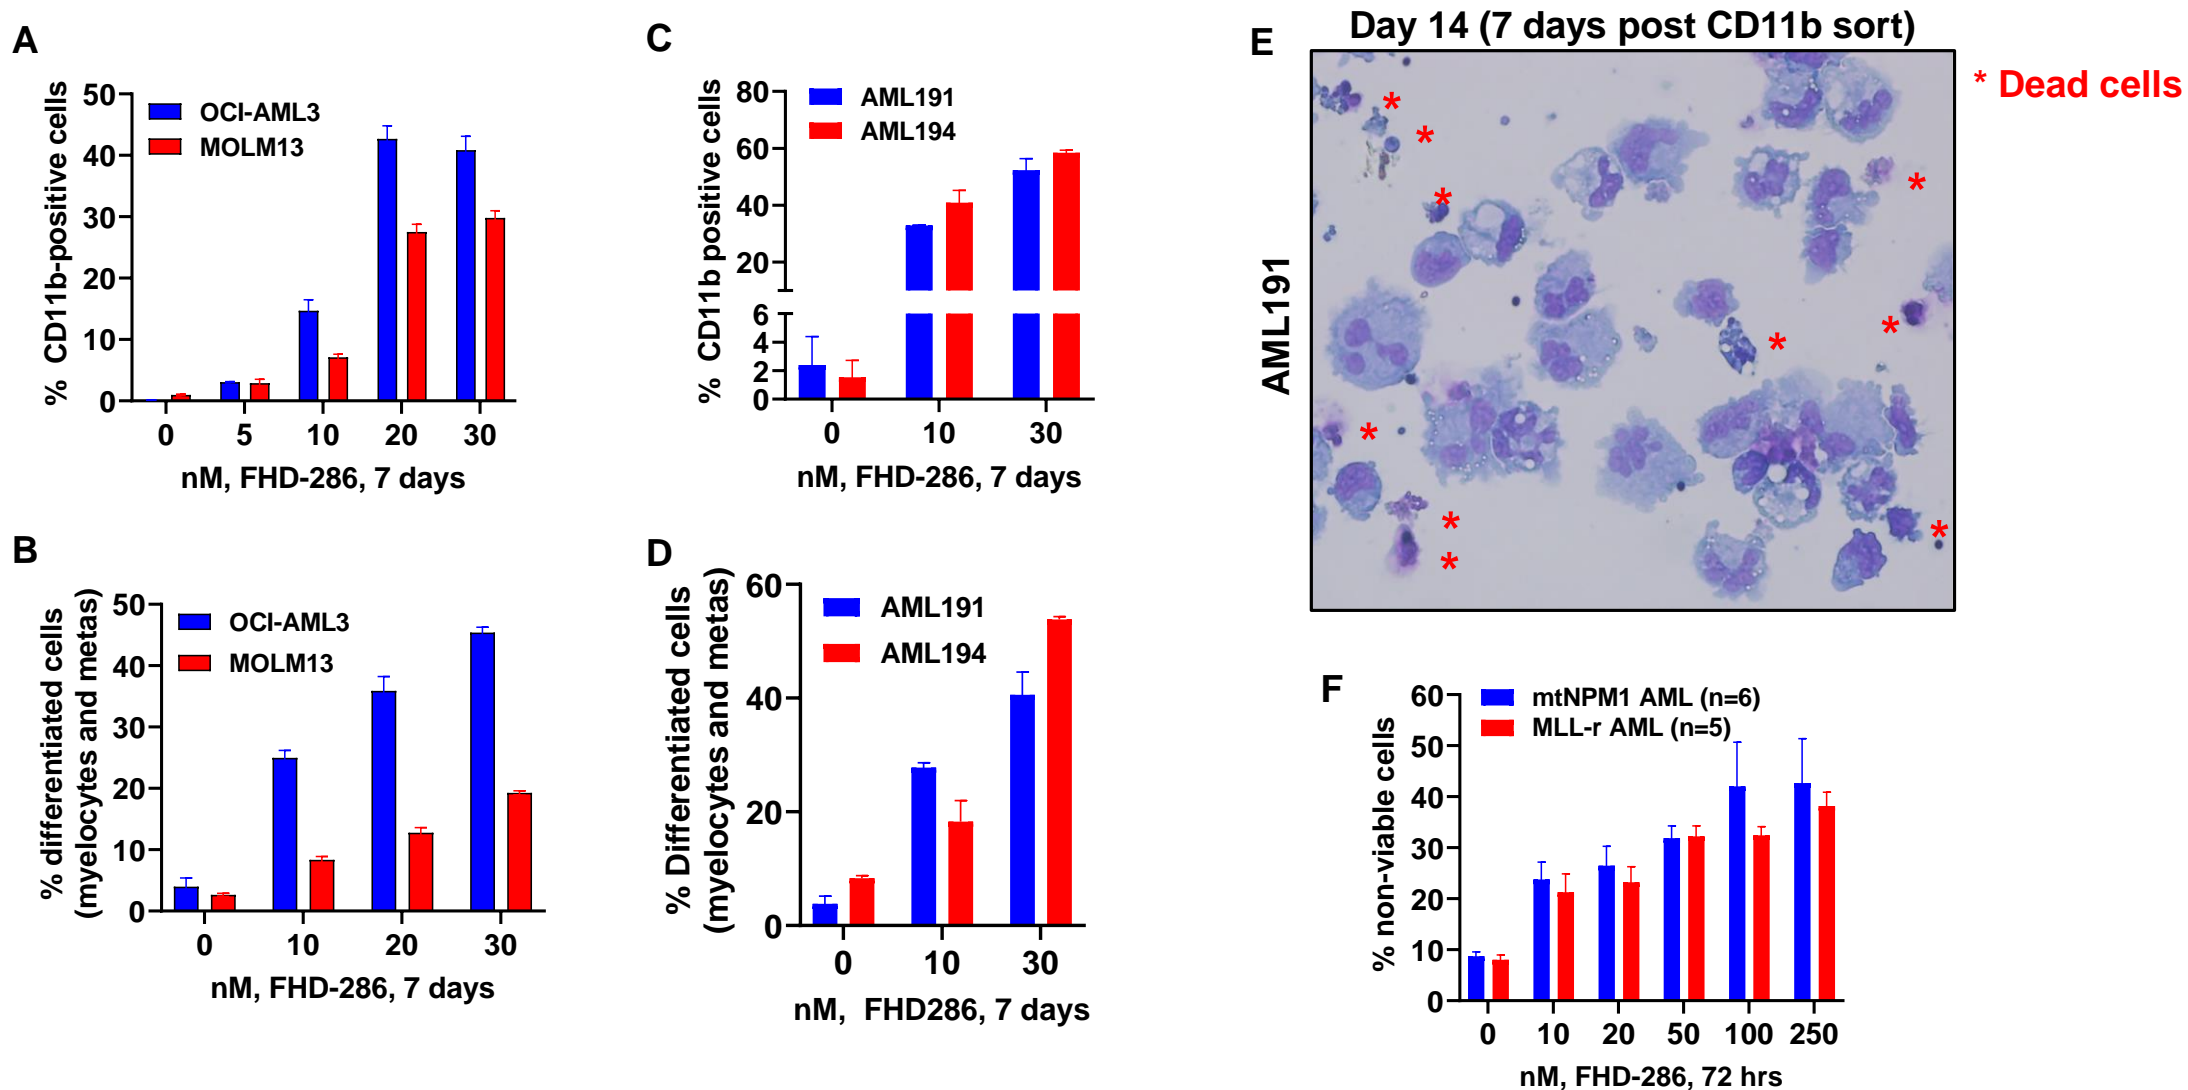 A
% CD11b-positive cells
50
40
30
20
10
0
OCI-AML3
MOLM13
0 5 10 20 30
nM, FHD-286, 7 days
B
% differentiated cells
(myelocytes and metas)
50
40
30
20
10
0
OCI-AML3
MOLM13
0 10 20 30
nM, FHD-286, 7 days
C
% CD11b positive cells
80
60
40
20
6
4
2
0
AML191
AML194
0 10 30
nM, FHD-286, 7 days
D
% Differentiated cells
(myelocytes and metas)
60
40
20
0
AML191
AML194
0 10 30
nM, FHD286, 7 days
E
Day 14 (7 days post CD11b sort)
* Dead cells
AML191
* * * * * * * * * *
F
% non-viable cells
60
50
40
30
20
10
0
mtNPM1 AML (n=6)
MLL-r AML (n=5)
0 10 20 50 100 250
nM, FHD-286, 72 hrs